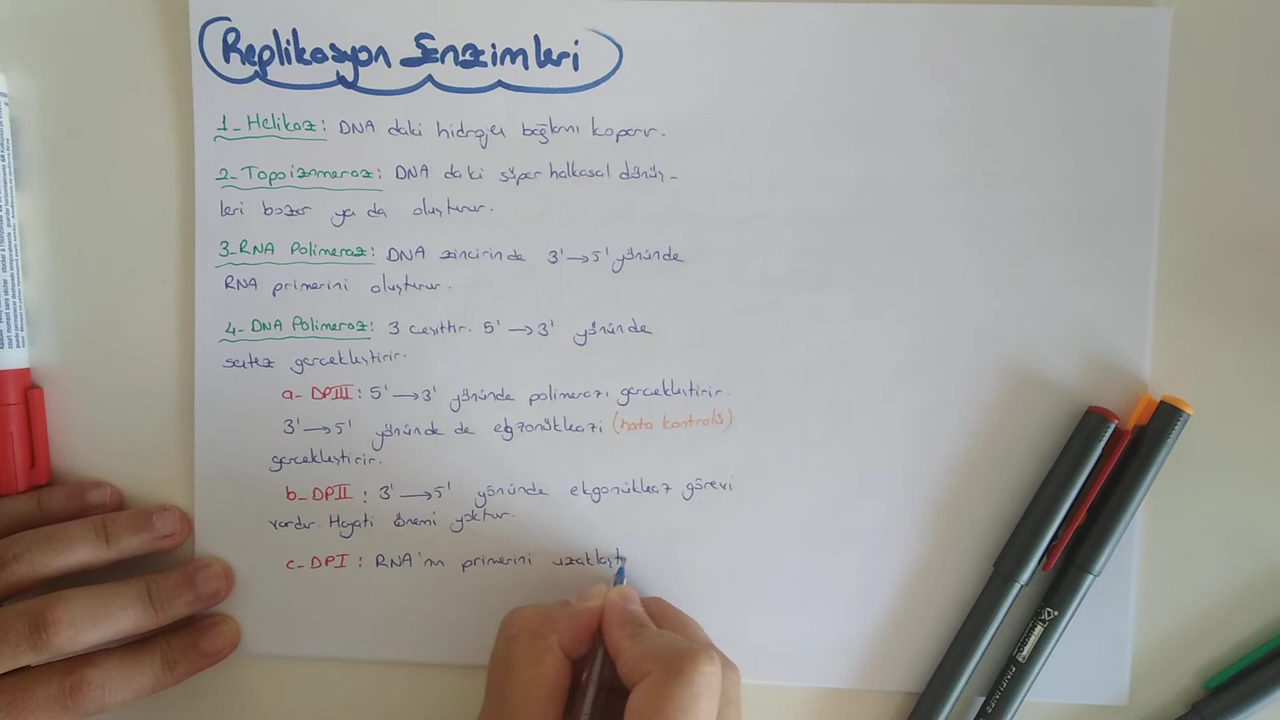 Replikasyon Enzimleri
1- Helikaz: DNA daki hidrojen bağlarını koparır.
2- Topoizomeraz: DNA daki süper halkasal dönüş-
leri bozar ya da oluşturur.
3- RNA Polimeraz: DNA zincirinde 3'→5' yönünde
RNA primerini oluşturur.
4- DNA Polimeraz: 3 çeşittir. 5'→3' yönünde
sentez gerçekleştirir.
a- DPIII: 5'→3' yönünde polimerazı gerçekleştirir.
3'→5' yönünde de ekzonükleazi (hata kontrolü)
gerçekleştirir.
b- DPII: 3'→5' yönünde ekzonükleaz görevi
vardır. Hayati önemi yoktur.
c- DPI: RNA'nın primerini uzaklaşt